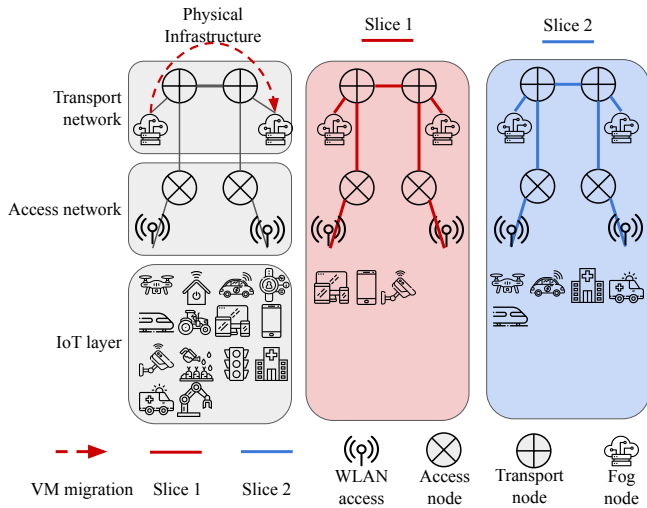 Physical
Infrastructure
Slice 1
Slice 2
Transport
network
Access network
IoT layer
VM migration
Slice 1
Slice 2
WLAN
access
Access
node
Transport
node
Fog
node